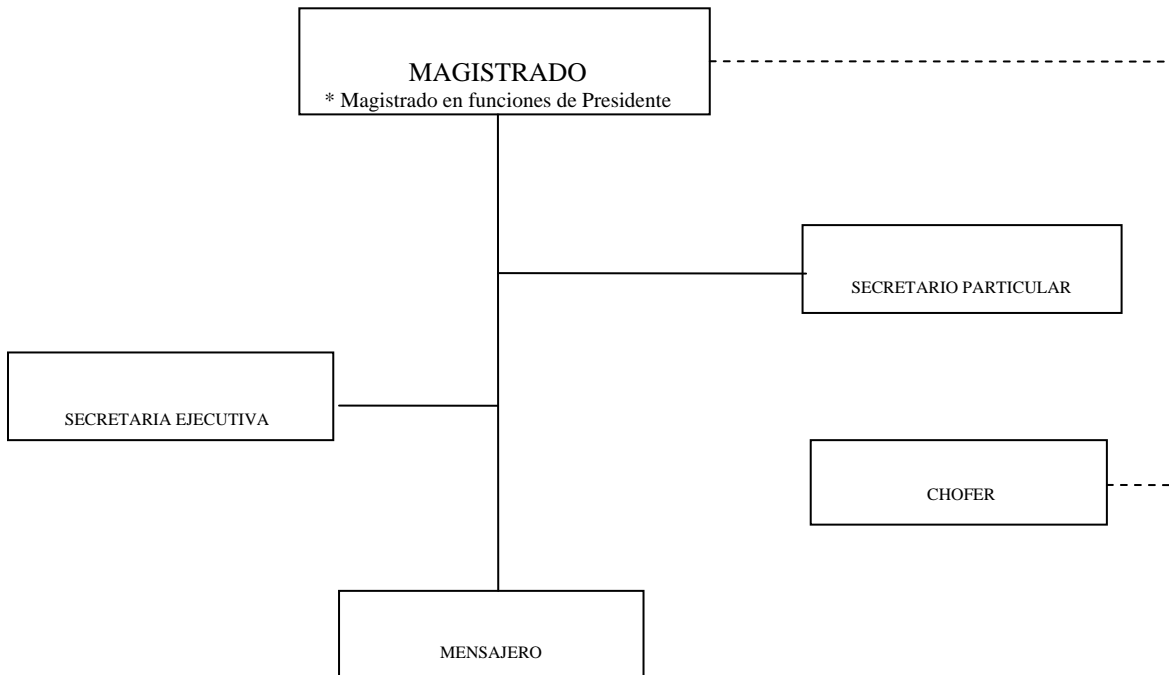 MAGISTRADO
* Magistrado en funciones de Presidente
SECRETARIO PARTICULAR
SECRETARIA EJECUTIVA
CHOFER
MENSAJERO